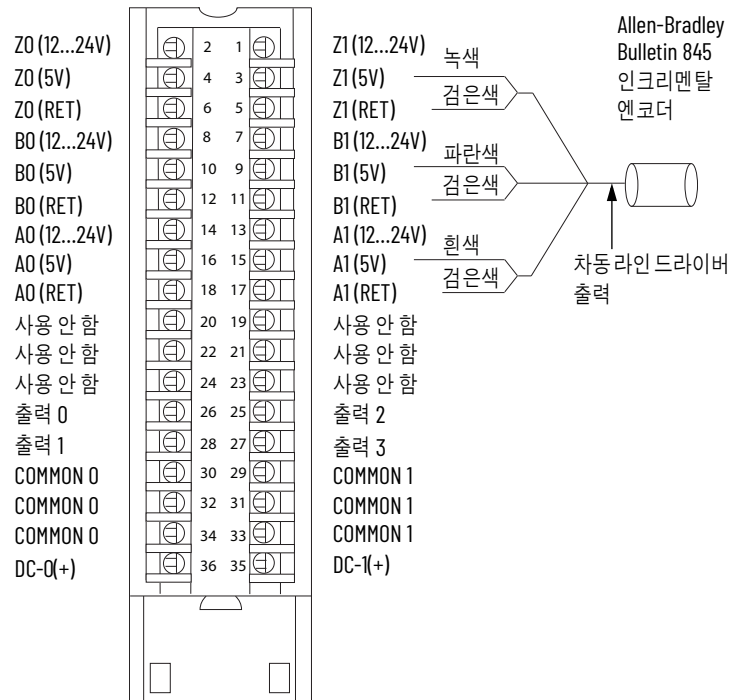 Z0 (12...24V) 2 1 Z1 (12...24V)
Z0 (5V) 4 3 Z1 (5V)
Z0 (RET) 6 5 Z1 (RET)
B0 (12...24V) 8 7 B1 (12...24V)
B0 (5V) 10 9 B1 (5V)
B0 (RET) 12 11 B1 (RET)
A0 (12...24V) 14 13 A1 (12...24V)
A0 (5V) 16 15 A1 (5V)
A0 (RET) 18 17 A1 (RET)
사용 안 함 20 19 사용 안 함
사용 안 함 22 21 사용 안 함
사용 안 함 24 23 사용 안 함
출력 0 26 25 출력 2
출력 1 28 27 출력 3
COMMON 0 30 29 COMMON 1
COMMON 0 32 31 COMMON 1
COMMON 0 34 33 COMMON 1
DC-0(+) 36 35 DC-1(+)
녹색
검은색
파란색
검은색
흰색
검은색
Allen-Bradley
Bulletin 845
인크리멘탈
엔코더
차동 라인 드라이버
출력